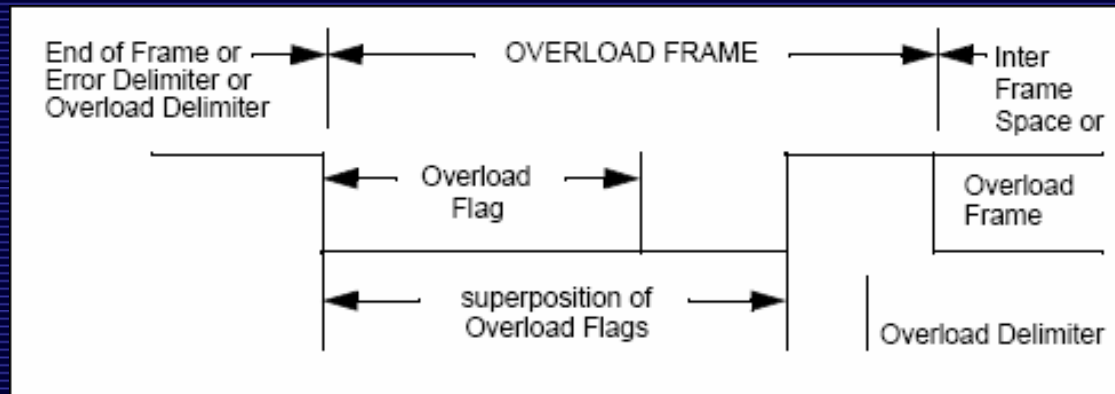 End of Frame or
Error Delimiter or
Overload Delimiter
OVERLOAD FRAME
Inter
Frame
Space or
Overload
Flag
Overload
Frame
superposition of
Overload Flags
Overload Delimiter